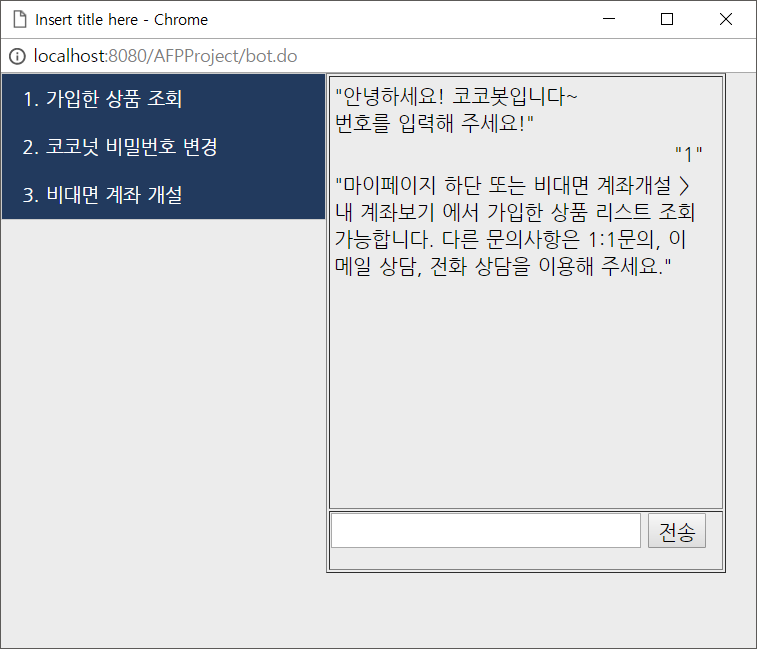 Insert title here - Chrome
localhost:8080/AFPProject/bot.do
1. 가입한 상품 조회
2. 코코넛 비밀번호 변경
3. 비대면 계좌 개설
"안녕하세요! 코코봇입니다~
번호를 입력해 주세요!"
"1"
"마이페이지 하단 또는 비대면 계좌개설 >
내 계좌보기 에서 가입한 상품 리스트 조회
가능합니다. 다른 문의사항은 1:1문의, 이
메일 상담, 전화 상담을 이용해 주세요."
전송